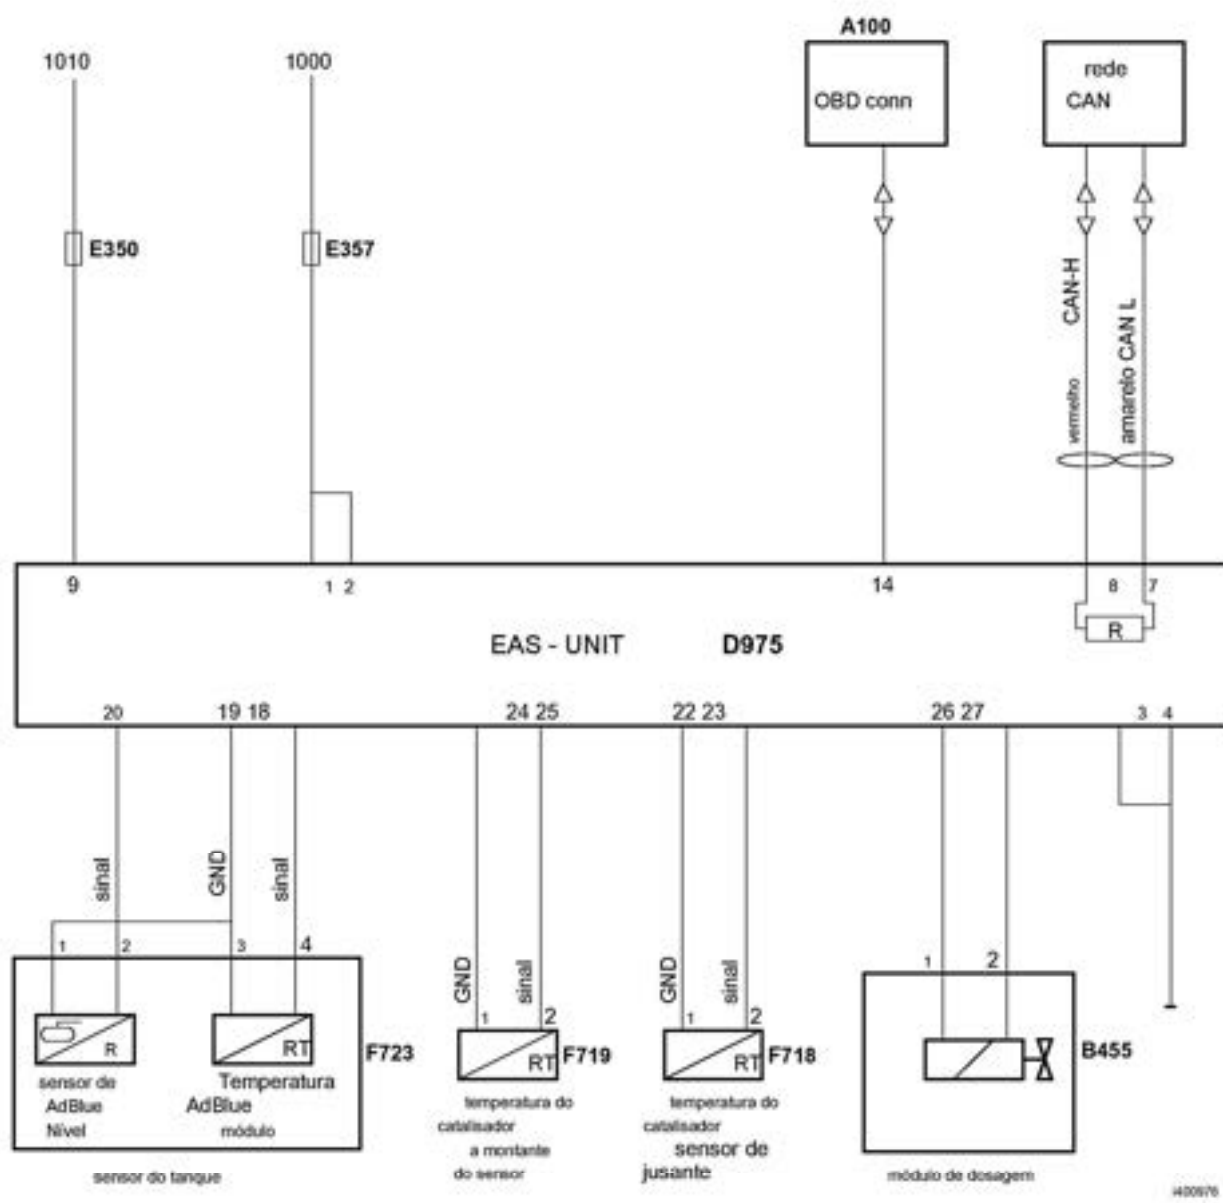 A100
1010
1000
OBD conn
rede
CAN
E350
E357
CAN-H
vermelho
amarelo CAN L
9
1 2
14
8
7
R
EAS - UNIT
D975
20
19 18
24 25
22 23
26 27
3 4
sinal
GND
sinal
GND
sinal
GND
sinal
1
2
3
4
1
2
1
2
1
2
R
RT
F723
RT
F719
RT
F718
B455
sensor de
AdBlue
Nível
Temperatura
AdBlue
módulo
temperatura do
catalisador
a montante
do sensor
temperatura do
catalisador
sensor de
jusante
sensor do tanque
módulo de dosagem
i400976